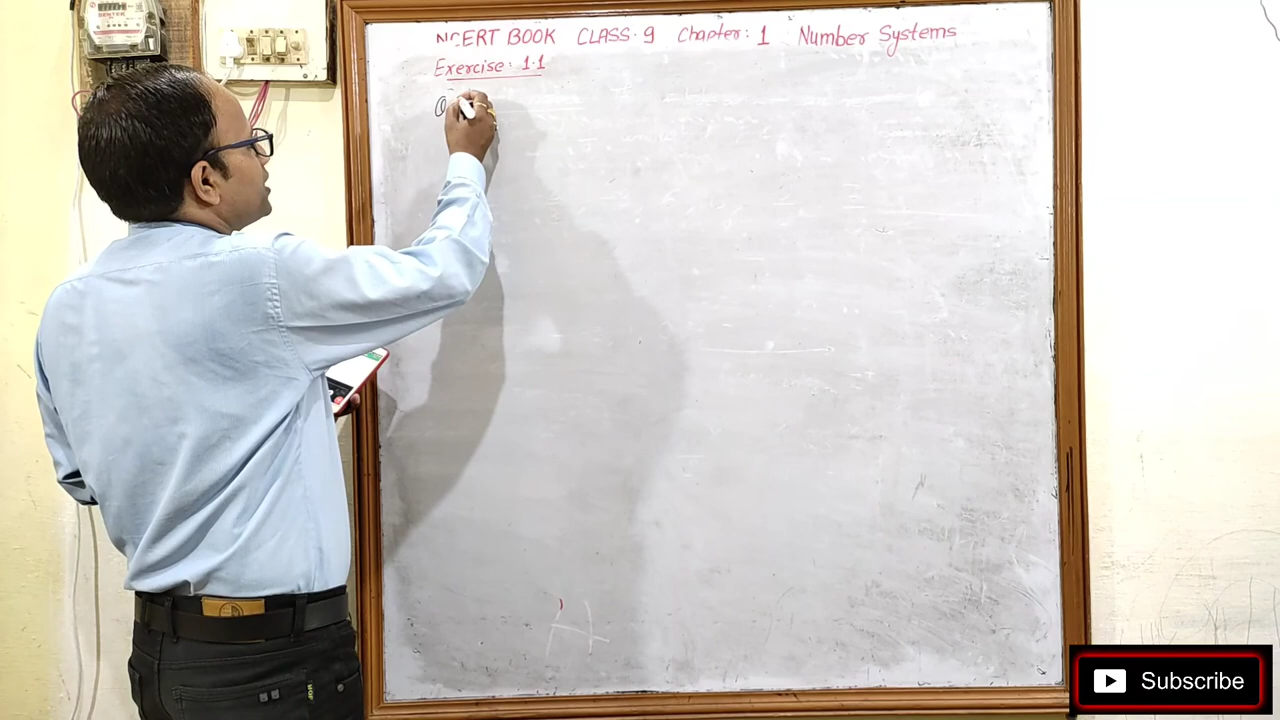 NCERT BOOK CLASS·9 Chapter: 1 Number Systems
Exercise: 1·1
Q
Subscribe